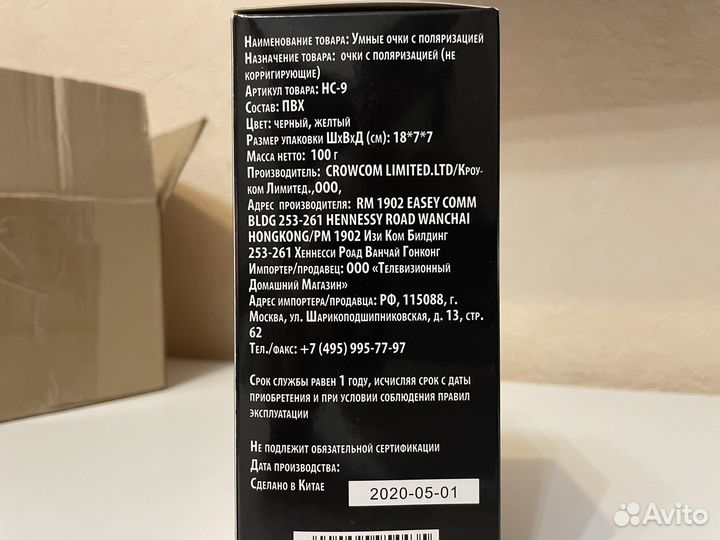 Наименование товара: Умные очки с поляризацией
Назначение товара: очки с поляризацией (не
корригирующие)
Артикул товара: HC-9
Состав: ПВХ
Цвет: черный, желтый
Размер упаковки ШхВхД (см): 18*7*7
Масса нетто: 100 г
Производитель: CROWCOM LIMITED.LTD/Кроу-
ком Лимитед.,ООО,
Адрес производителя: RM 1902 EASEY COMM
BLDG 253-261 HENNESSY ROAD WANCHAI
HONGKONG/РМ 1902 Изи Ком Билдинг
253-261 Хеннесси Роад Ванчай Гонконг
Импортер/продавец: ООО «Телевизионный
Домашний Магазин»
Адрес импортера/продавца: РФ, 115088, г.
Москва, ул. Шарикоподшипниковская, д. 13, стр.
62
Тел./факс: +7 (495) 995-77-97
Срок службы равен 1 году, исчисляя срок с даты
приобретения и при условии соблюдения правил
эксплуатации
Не подлежит обязательной сертификации
Дата производства:
Сделано в Китае
2020-05-01
Avito